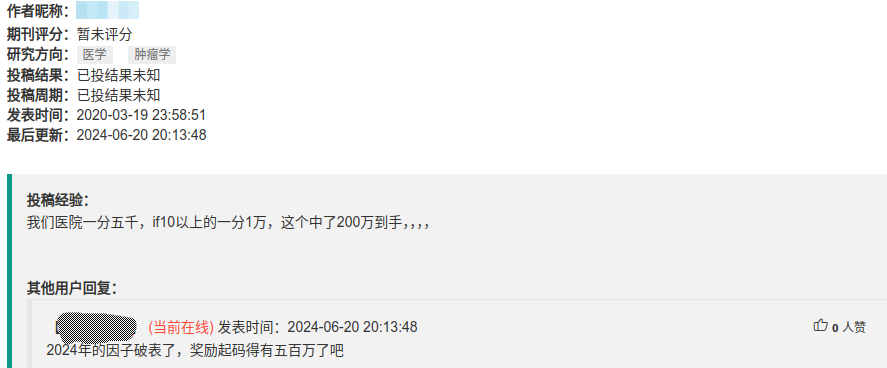 作者昵称：
期刊评分：暂未评分
研究方向：医学 肿瘤学
投稿结果：已投结果未知
投稿周期：已投结果未知
发表时间：2020-03-19 23:58:51
最后更新：2024-06-20 20:13:48
投稿经验：
我们医院一分五千，if10以上的一分1万，这个中了200万到手，，，，
其他用户回复：
(当前在线) 发表时间：2024-06-20 20:13:48 0 人赞
2024年的因子破表了，奖励起码得有五百万了吧